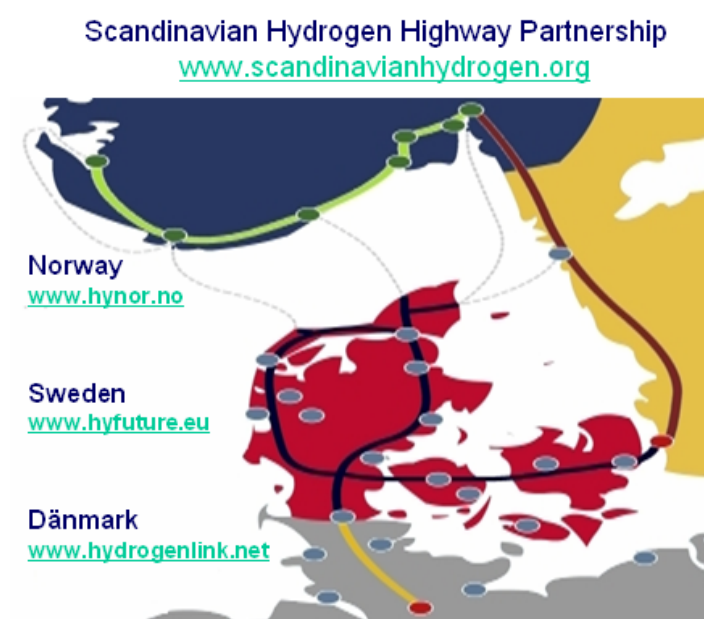 Scandinavian Hydrogen Highway Partnership
www.scandinavianhydrogen.org
Norway
www.hynor.no
Sweden
www.hyfuture.eu
Dänmark
www.hydrogenlink.net